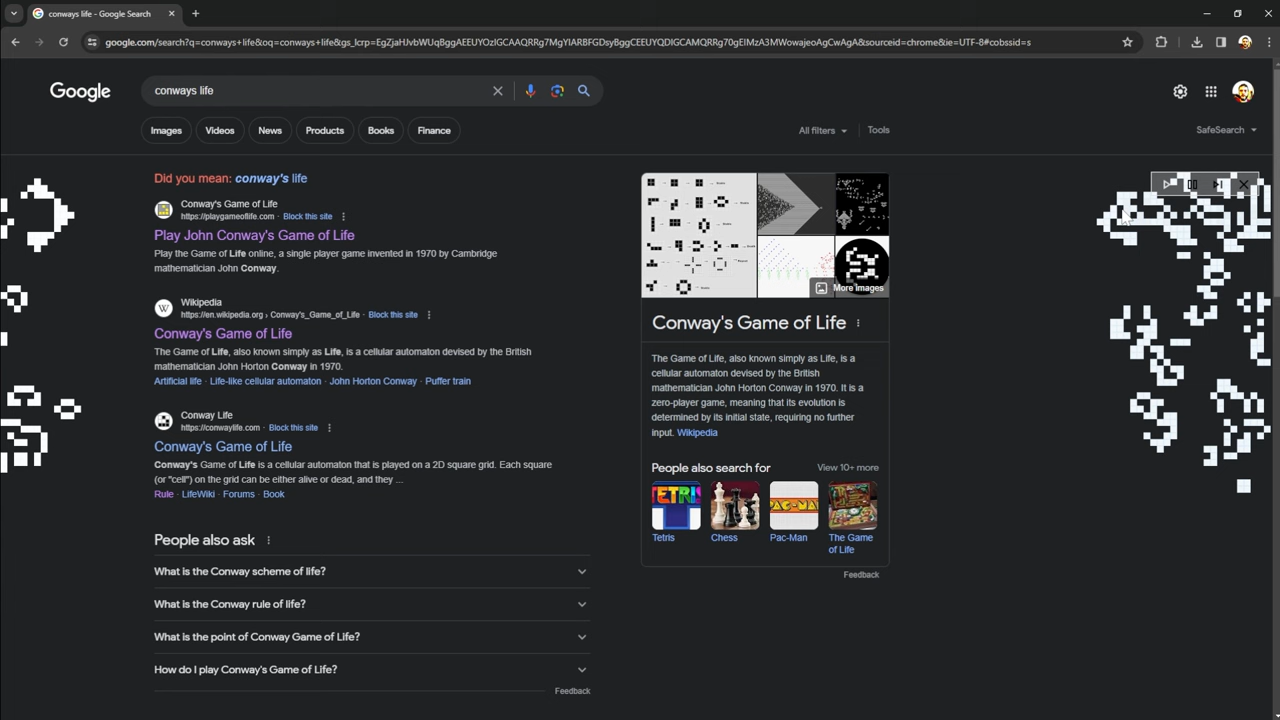 conways life - Google Search
google.com/search?q=conways+life&oq=conways+life&gs_lcrp=EgZjaHJvbWUqBggAEEUYOzIGCAAQRRg7MgYIARBFGDsyBggCEEUYQDIGCAMQRRg70gEIMzA3MWowajeoAgCwAgA&sourceid=chrome&ie=UTF-8#cobssid=s
Google
conways life
Images
Videos
News
Products
Books
Finance
All filters
Tools
SafeSearch
Did you mean: conway's life
Conway's Game of Life
https://playgameoflife.com
Block this site
Play John Conway's Game of Life
Play the Game of Life online, a single player game invented in 1970 by Cambridge
mathematician John Conway.
Wikipedia
https://en.wikipedia.org › Conway's_Game_of_Life
Block this site
Conway's Game of Life
The Game of Life, also known simply as Life, is a cellular automaton devised by the British
mathematician John Horton Conway in 1970.
Artificial life · Life-like cellular automaton · John Horton Conway · Puffer train
Conway Life
https://conwaylife.com
Block this site
Conway's Game of Life
Conway's Game of Life is a cellular automaton that is played on a 2D square grid. Each square
(or "cell") on the grid can be either alive or dead, and they ...
Rule · LifeWiki · Forums · Book
People also ask
What is the Conway scheme of life?
What is the Conway rule of life?
What is the point of Conway Game of Life?
How do I play Conway's Game of Life?
Feedback
More images
Conway's Game of Life
The Game of Life, also known simply as Life, is a
cellular automaton devised by the British
mathematician John Horton Conway in 1970. It is a
zero-player game, meaning that its evolution is
determined by its initial state, requiring no further
input. Wikipedia
People also search for
View 10+ more
TETRIS
PAC-MAN
Tetris
Chess
Pac-Man
The Game
of Life
Feedback